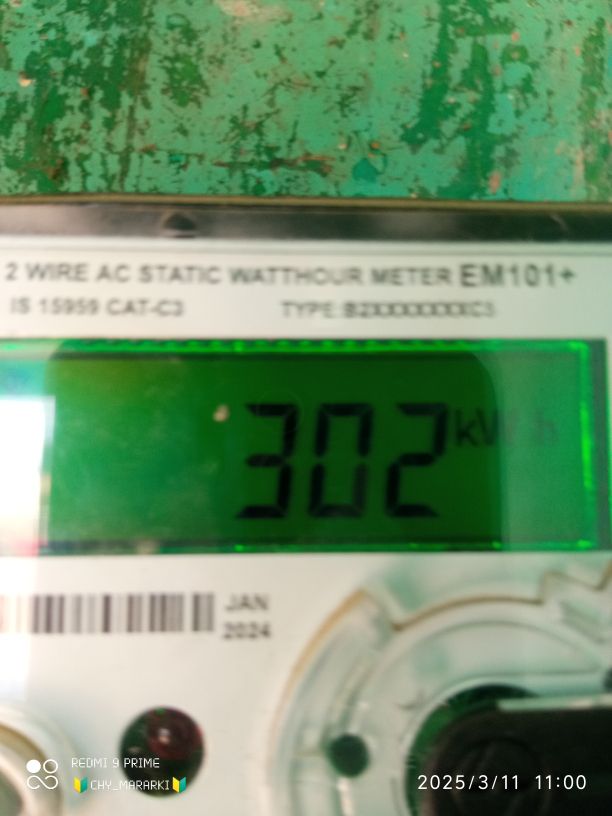 2 WIRE AC STATIC WATTHOUR METER EM101+
IS 15959 CAT-C3 TYPE:B2XXXXXXXC3
302 kWh
JAN
2024
REDMI 9 PRIME
🔰CHY_MARARKI🔰
2025/3/11 11:00